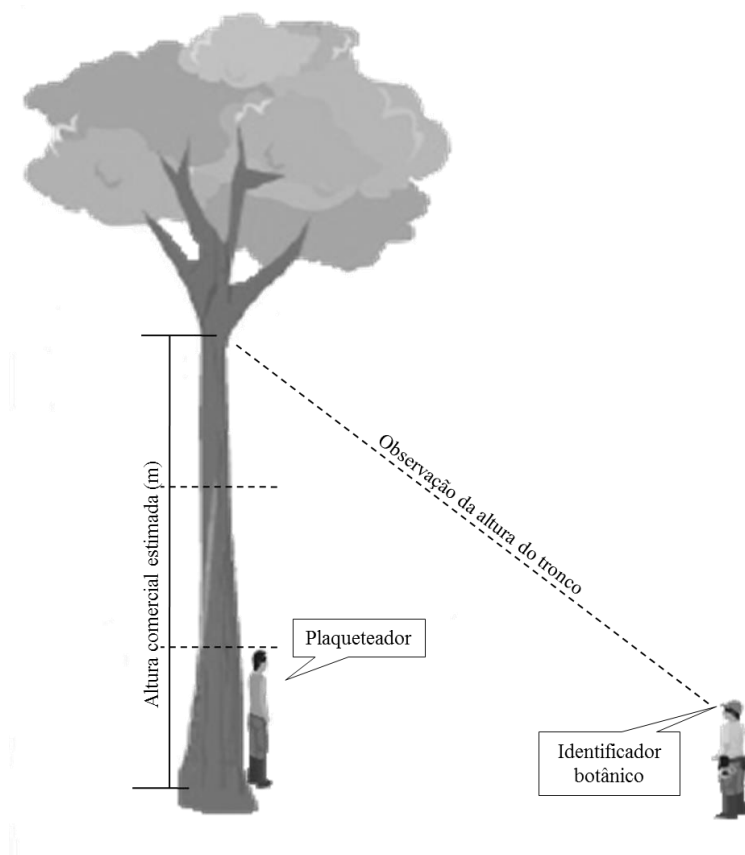 Altura comercial estimada (m)
Observação da altura do tronco
Plaqueteador
Identificador
botânico